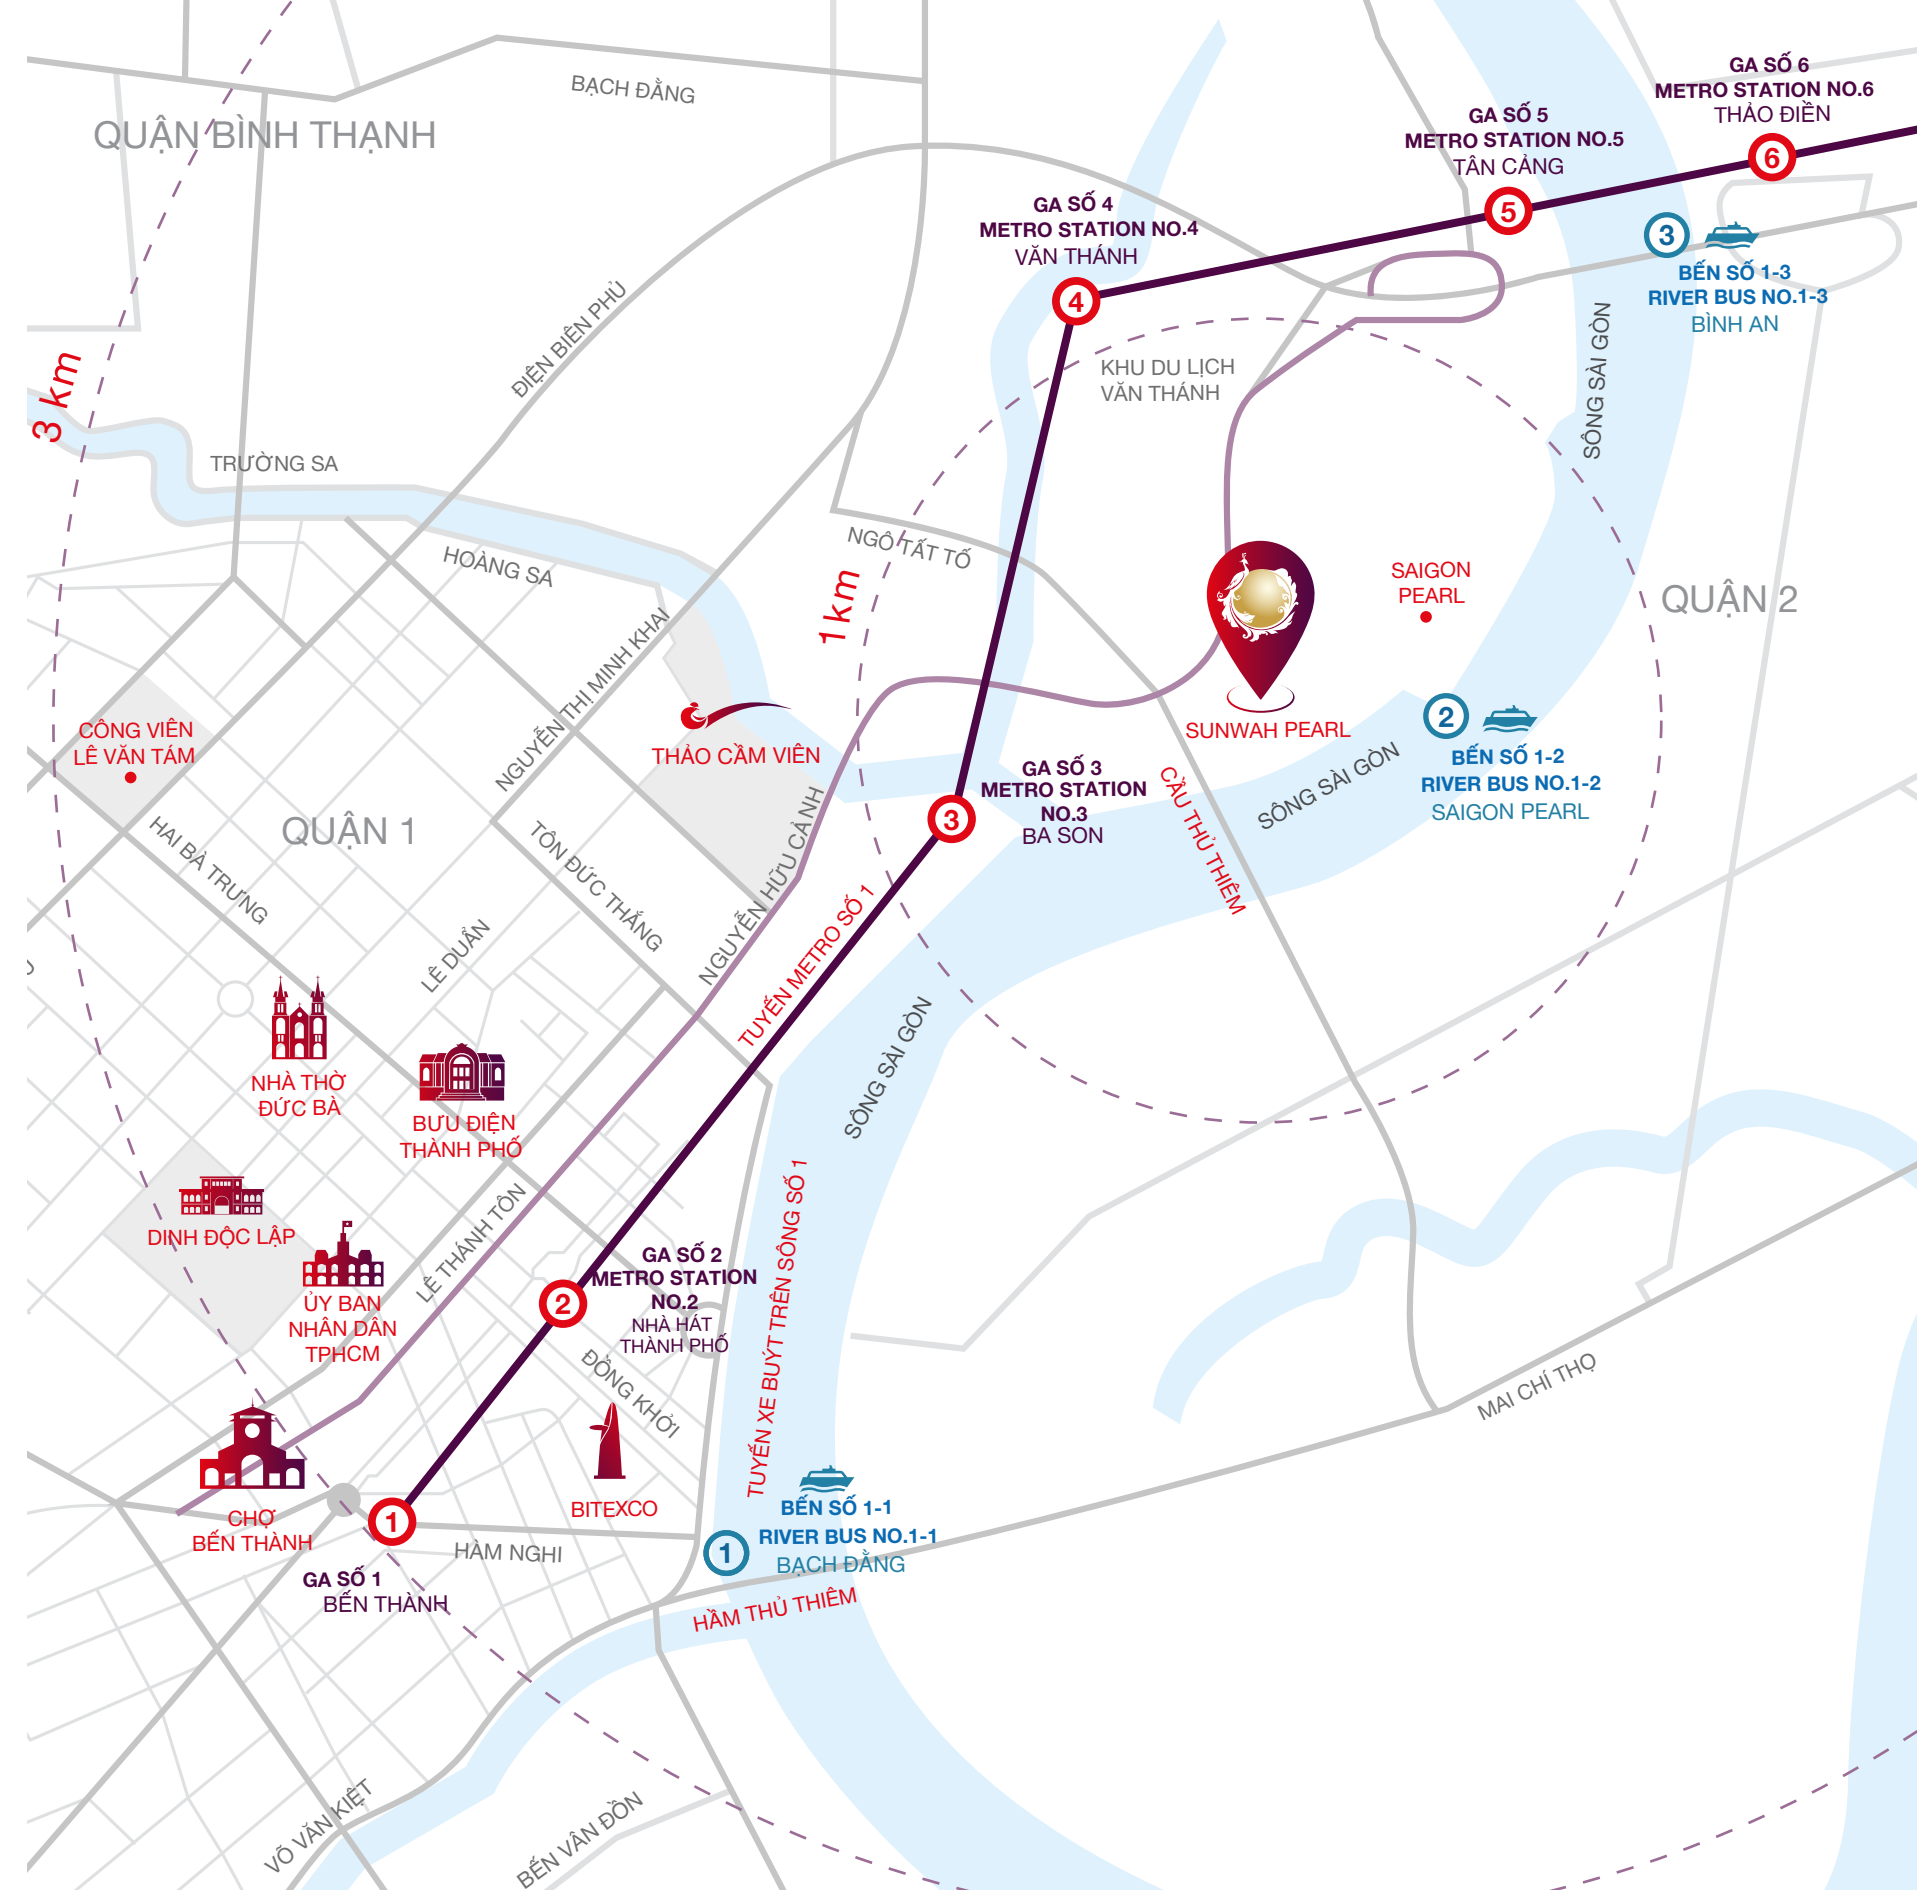 GA SỐ 6
METRO STATION NO.6
THẢO ĐIỀN
BẠCH ĐẰNG
GA SỐ 5
METRO STATION NO.5
TÂN CẢNG
QUẬN BÌNH THẠNH
GA SỐ 4
METRO STATION NO.4
VĂN THÁNH
5
6
3
4
BẾN SỐ 1-3
RIVER BUS NO.1-3
BÌNH AN
ĐIỆN BIÊN PHỦ
3 km
KHU DU LỊCH
VĂN THÁNH
SÔNG SÀI GÒN
TRƯỜNG SA
HOÀNG SA
NGÔ TẤT TỐ
1km
SAIGON
PEARL
QUẬN 2
NGUYỄN THỊ MINH KHAI
CÔNG VIÊN
LÊ VĂN TÁM
THẢO CẦM VIÊN
SUNWAH PEARL
2
BẾN SỐ 1-2
RIVER BUS NO.1-2
SAIGON PEARL
GA SỐ 3
METRO STATION
NO.3
BA SON
3
CẦU THỦ THIÊM
SÔNG SÀI GÒN
QUẬN 1
HAI BÀ TRƯNG
TÔN ĐỨC THẮNG
NGUYỄN HỮU CẢNH
TUYẾN METRO SỐ 1
LÊ DUẨN
SÔNG SÀI GÒN
NHÀ THỜ
ĐỨC BÀ
BƯU ĐIỆN
THÀNH PHỐ
DINH ĐỘC LẬP
LÊ THÁNH TÔN
ỦY BAN
NHÂN DÂN
TPHCM
GA SỐ 2
METRO STATION
NO.2
NHÀ HÁT
THÀNH PHỐ
2
TUYẾN XE BUÝT TRÊN SÔNG SỐ 1
ĐỒNG KHỞI
MAI CHÍ THỌ
BITEXCO
CHỢ
BẾN THÀNH
1
HÀM NGHI
1
BẾN SỐ 1-1
RIVER BUS NO.1-1
BẠCH ĐẰNG
GA SỐ 1
BẾN THÀNH
HẦM THỦ THIÊM
VÕ VĂN KIỆT
BẾN VÂN ĐỒN